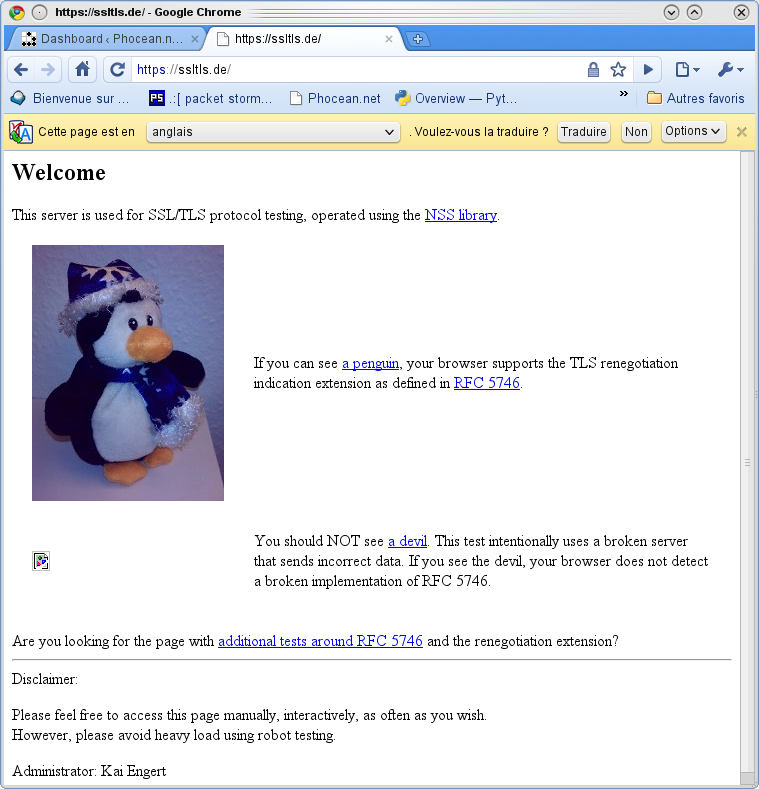 https://ssltls.de/ - Google Chrome
Dashboard ‹ Phocean.n...
https://ssltls.de/
https://ssltls.de/
Bienvenue sur ...
PS
.:[ packet storm...
Phocean.net
Overview — Pyt...
»
Autres favoris
Cette page est en
anglais
. Voulez-vous la traduire ?
Traduire
Non
Options
Welcome
This server is used for SSL/TLS protocol testing, operated using the NSS library.
If you can see a penguin, your browser supports the TLS renegotiation
indication extension as defined in RFC 5746.
You should NOT see a devil. This test intentionally uses a broken server
that sends incorrect data. If you see the devil, your browser does not detect
a broken implementation of RFC 5746.
Are you looking for the page with additional tests around RFC 5746 and the renegotiation extension?
Disclaimer:
Please feel free to access this page manually, interactively, as often as you wish.
However, please avoid heavy load using robot testing.
Administrator: Kai Engert